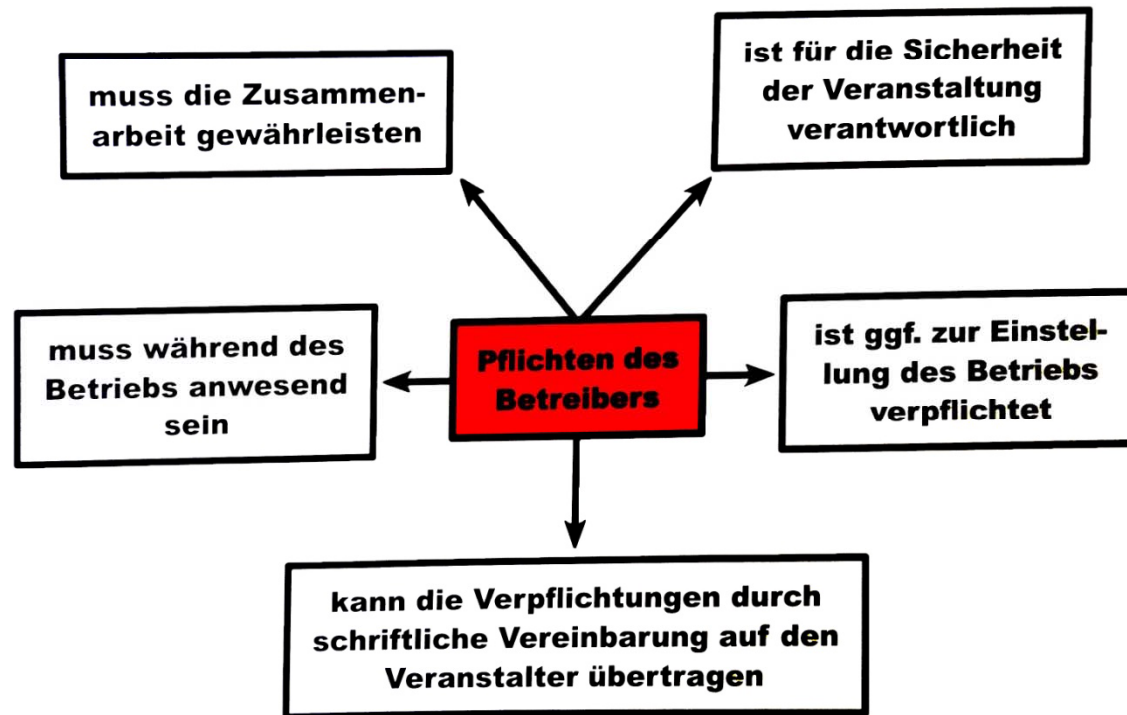 muss die Zusammen-
arbeit gewährleisten
ist für die Sicherheit
der Veranstaltung
verantwortlich
muss während des
Betriebs anwesend
sein
Pflichten des
Betreibers
ist ggf. zur Einstel-
lung des Betriebs
verpflichtet
kann die Verpflichtungen durch
schriftliche Vereinbarung auf den
Veranstalter übertragen